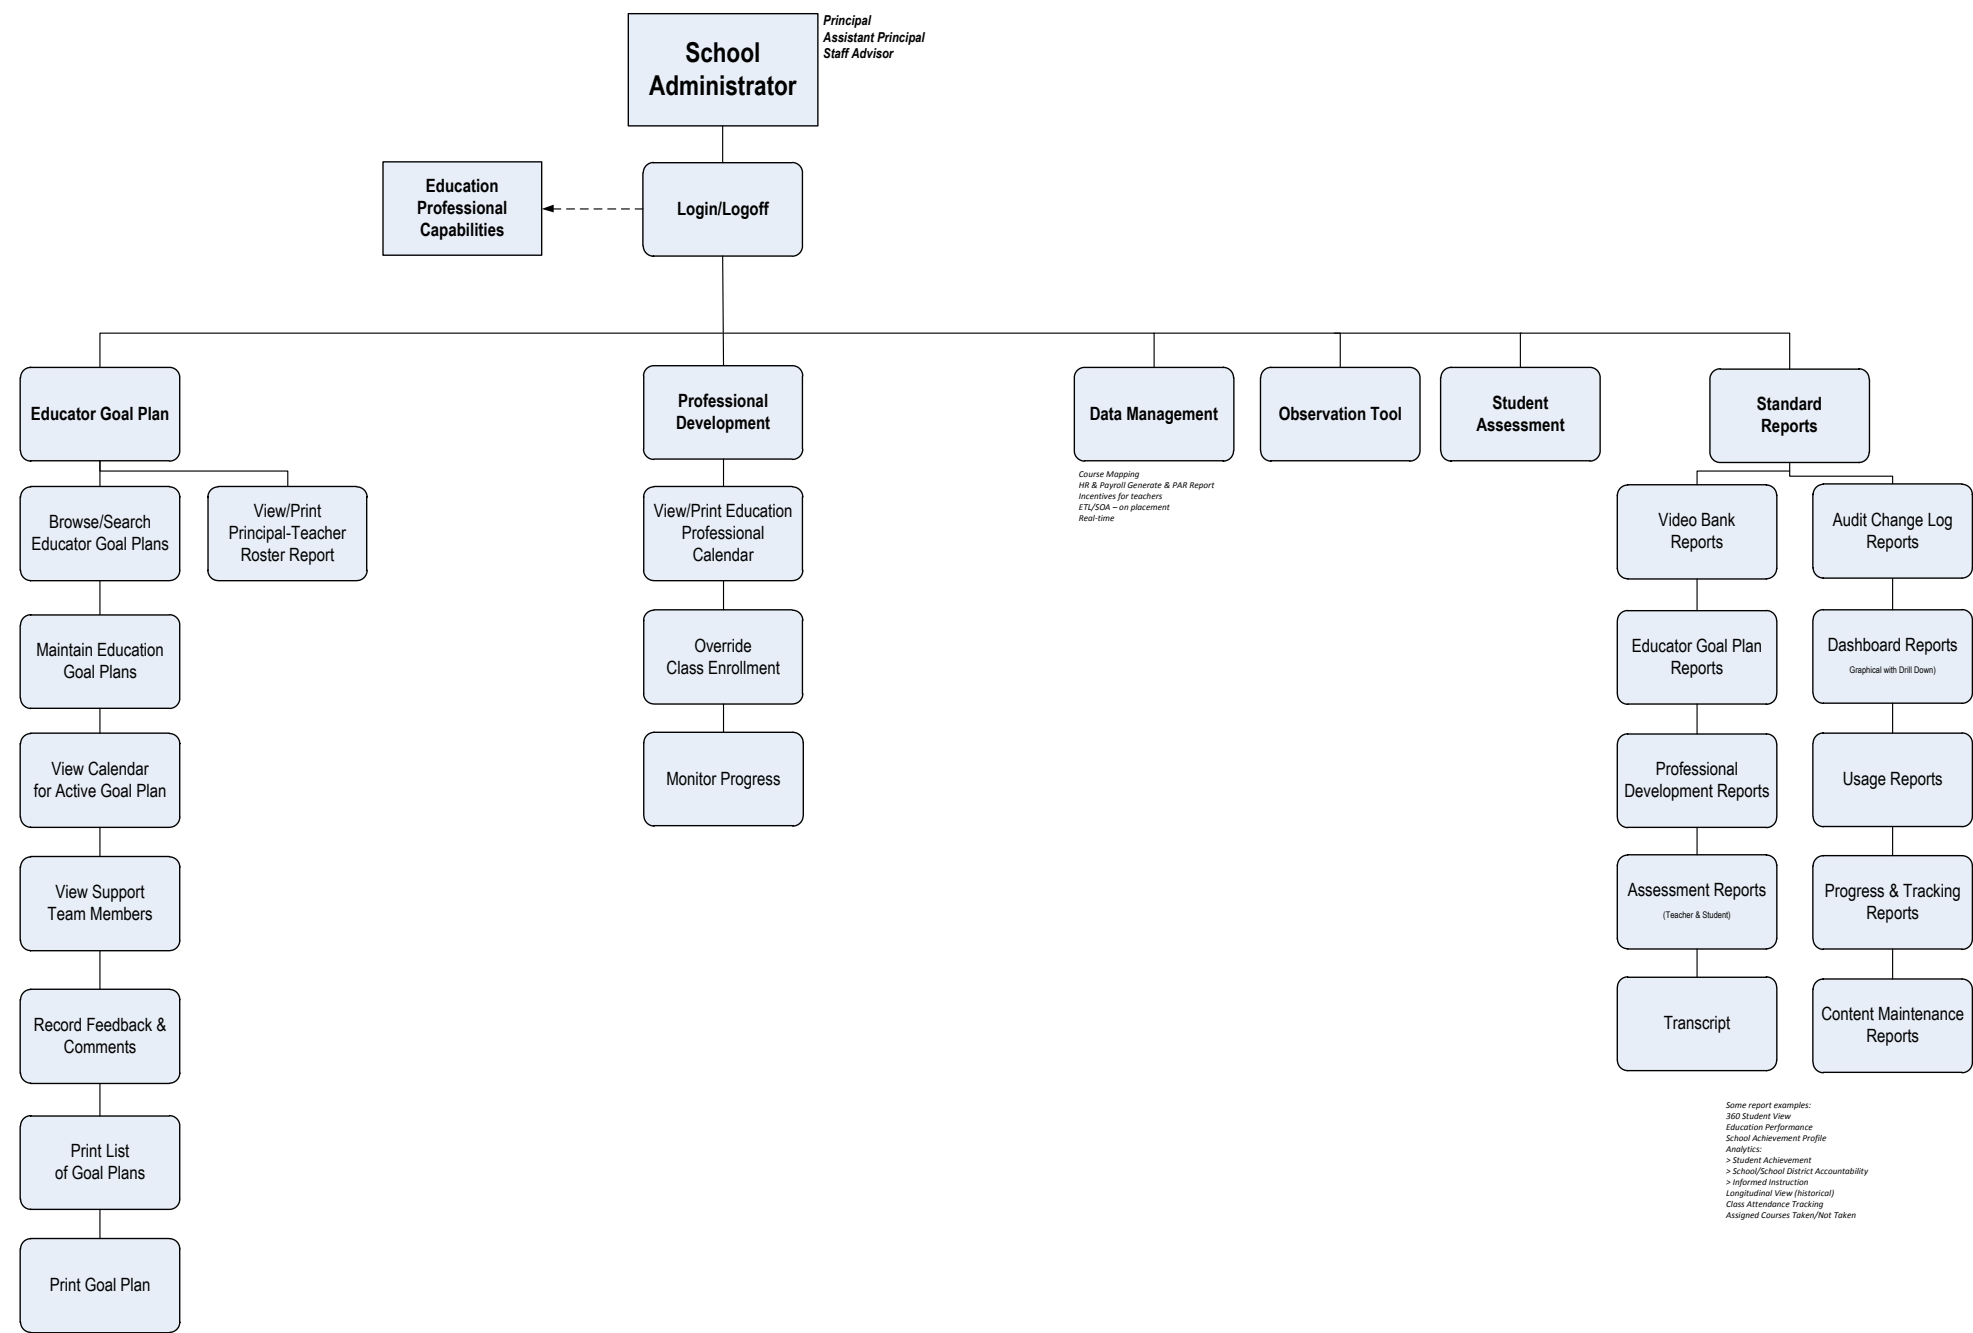 School
Administrator
Principal
Assistant Principal
Staff Advisor
Education
Professional
Capabilities
Login/Logoff
Educator Goal Plan
Professional
Development
Data Management
Observation Tool
Student
Assessment
Standard
Reports
Course Mapping
HR & Payroll Generate & PAR Report
Incentives for teachers
ETL/SOA – on placement
Real-time
Browse/Search
Educator Goal Plans
View/Print
Principal-Teacher
Roster Report
View/Print Education
Professional
Calendar
Video Bank
Reports
Audit Change Log
Reports
Maintain Education
Goal Plans
Override
Class Enrollment
Educator Goal Plan
Reports
Dashboard Reports
Graphical with Drill Down)
View Calendar
for Active Goal Plan
Monitor Progress
Professional
Development Reports
Usage Reports
View Support
Team Members
Assessment Reports
(Teacher & Student)
Progress & Tracking
Reports
Record Feedback &
Comments
Transcript
Content Maintenance
Reports
Print List
of Goal Plans
Some report examples:
360 Student View
Education Performance
School Achievement Profile
Analytics:
> Student Achievement
> School/School District Accountability
> Informed Instruction
Longitudinal View (historical)
Class Attendance Tracking
Assigned Courses Taken/Not Taken
Print Goal Plan